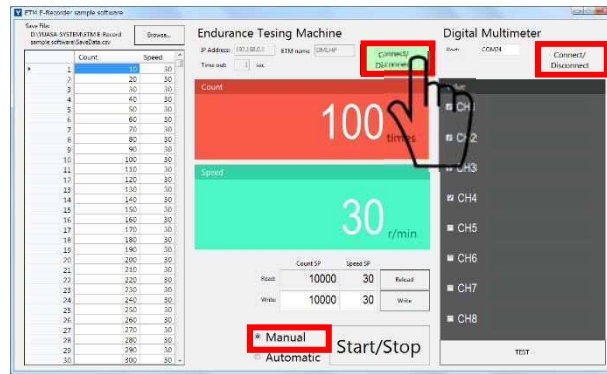 ETM E-Recorder sample software
Save File:
D:\YUASA-SYSTEM\ETM E-Record
sample software\SaveData.csv
Browse...
Count Speed
1 10 30
2 20 30
3 30 30
4 40 30
5 50 30
6 60 30
7 70 30
8 80 30
9 90 30
10 100 30
11 110 30
12 120 30
13 130 30
14 140 30
15 150 30
16 160 30
17 170 30
18 180 30
19 190 30
20 200 30
21 210 30
22 220 30
23 230 30
24 240 30
25 250 30
26 260 30
27 270 30
28 280 30
29 290 30
30 300 30
Endurance Tesing Machine
IP Address: ETM name
Time out: 1 sec
Connect/
Count
100 times
Speed
30 r/min
Count SP Speed SP
Read: 10000 30 Reload
Write: 10000 30 Write
Manual
Automatic
Start/Stop
Digital Multimeter
COM24
Connect/
Disconnect
CH1
CH2
CH3
CH4
CH5
CH6
CH7
CH8
TEST